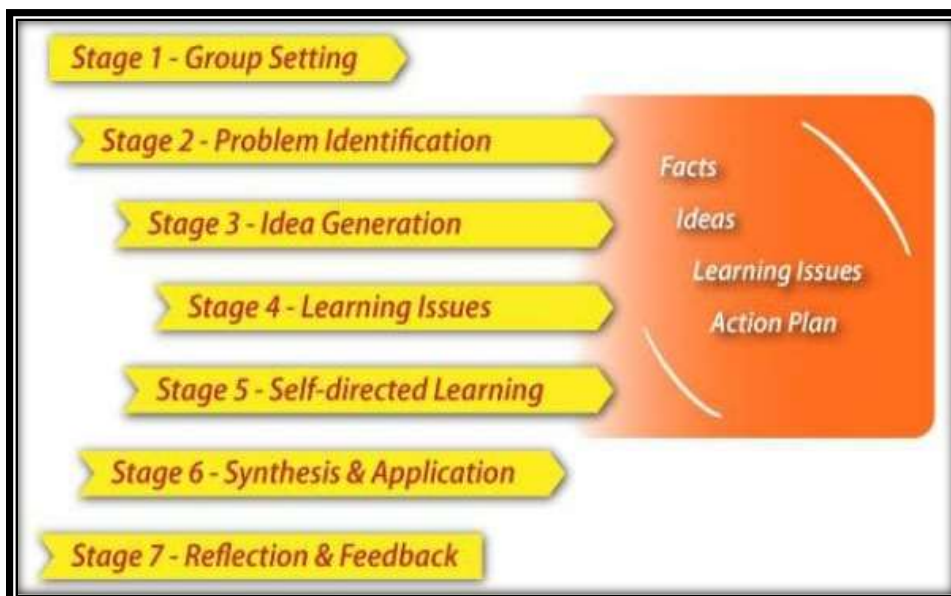 Stage 1 - Group Setting
Stage 2 - Problem Identification
Stage 3 - Idea Generation
Stage 4 - Learning Issues
Stage 5 - Self-directed Learning
Stage 6 - Synthesis & Application
Stage 7 - Reflection & Feedback
Facts
Ideas
Learning Issues
Action Plan